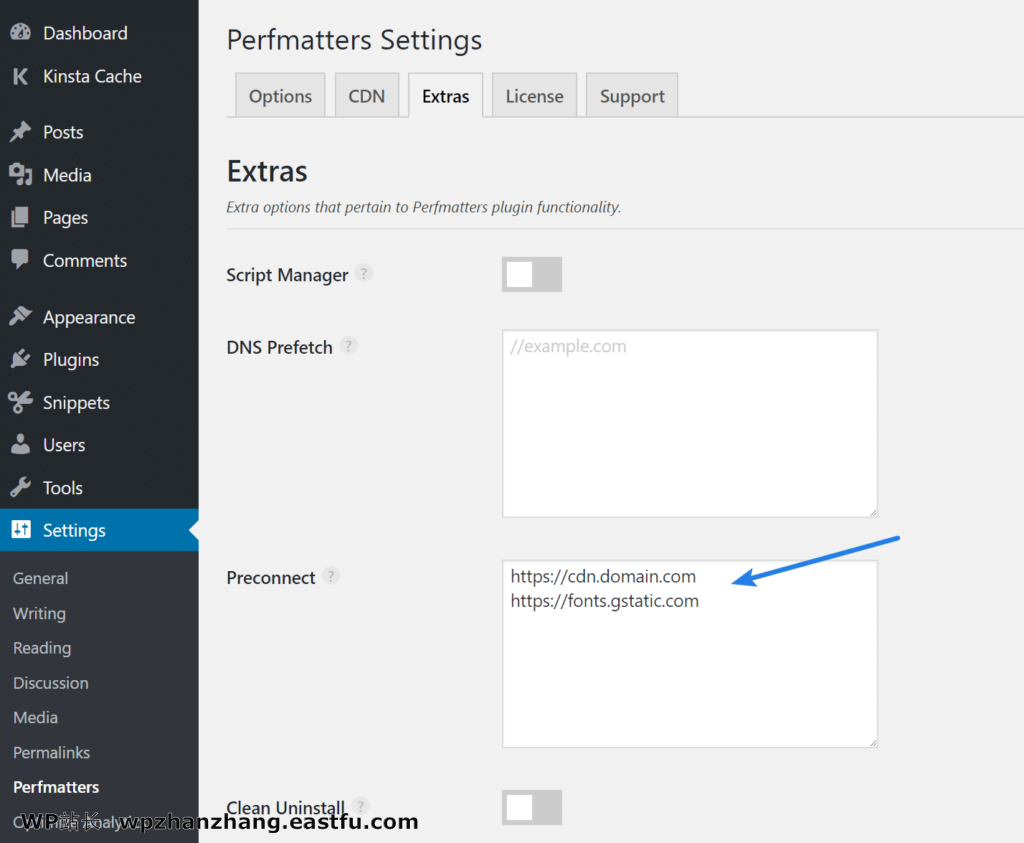 Dashboard
Kinsta Cache
Posts
Media
Pages
Comments
Appearance
Plugins
Snippets
Users
Tools
Settings
General
Writing
Reading
Discussion
Media
Permalinks
Perfmatters
Perfmatters Settings
Options
CDN
Extras
License
Support
Extras
Extra options that pertain to Perfmatters plugin functionality.
Script Manager ?
DNS Prefetch ?
//example.com
Preconnect ?
https://cdn.domain.com
https://fonts.gstatic.com
Clean Uninstall ?
WP站长 wpzhanzhang.eastfu.com